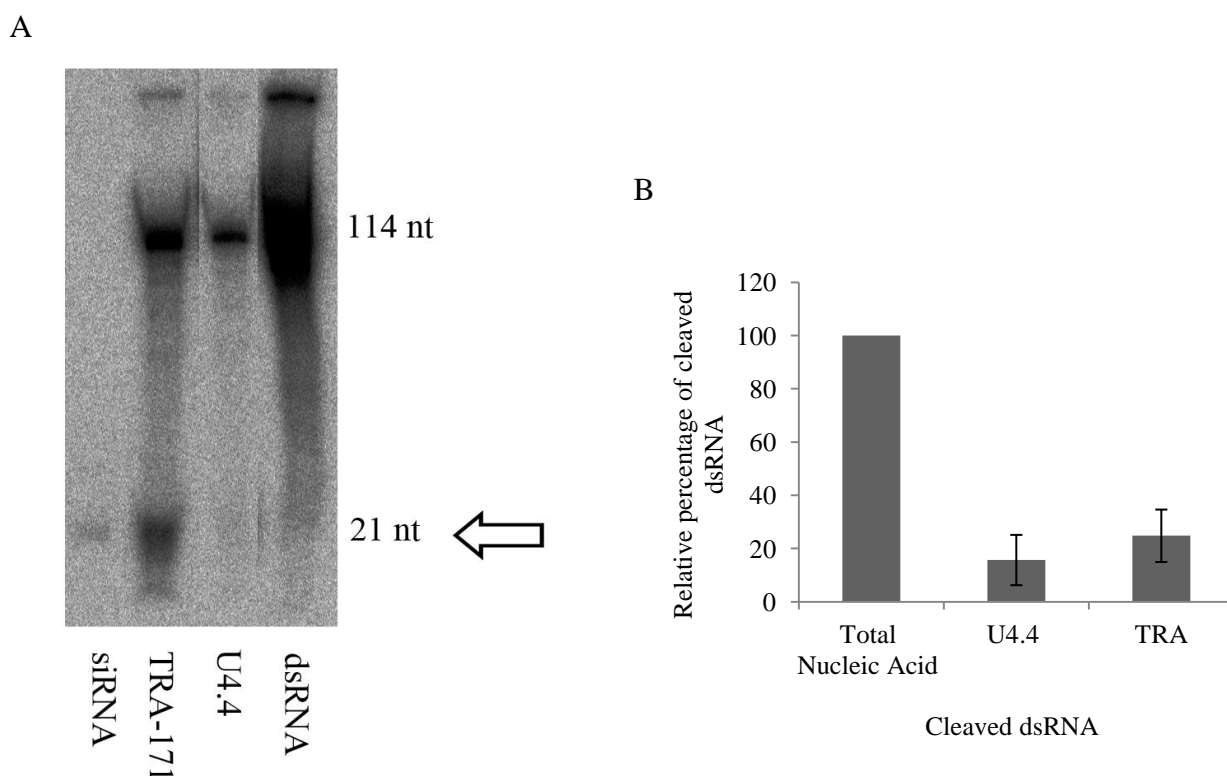 A
114 nt
21 nt
siRNA
TRA-171
U4.4
dsRNA
B
Relative percentage of cleaved
dsRNA
120
100
80
60
40
20
0
Total
Nucleic Acid
U4.4
TRA
Cleaved dsRNA